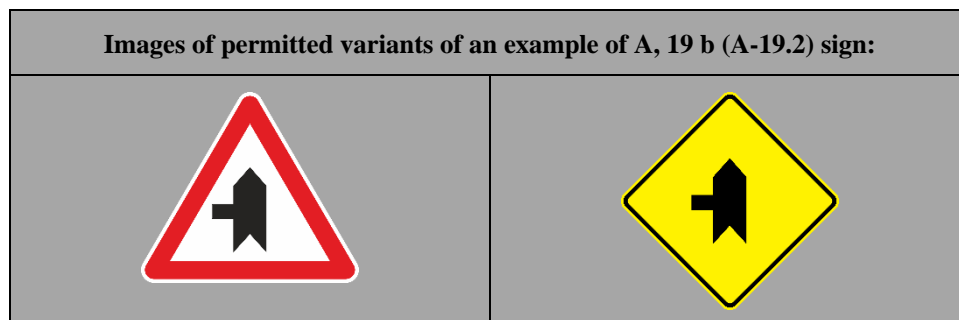 Images of permitted variants of an example of A, 19 b (A-19.2) sign: